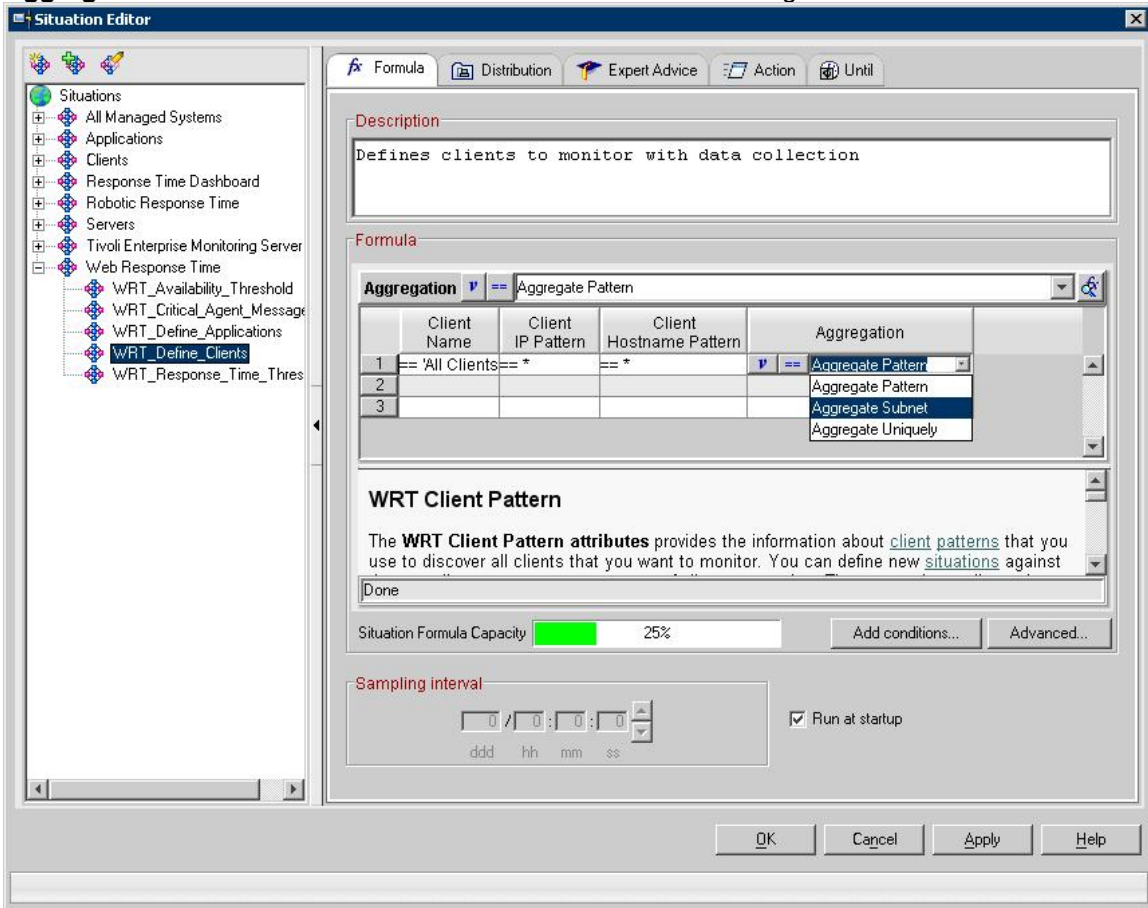 Situation Editor
Situations
All Managed Systems
Applications
Clients
Response Time Dashboard
Robotic Response Time
Servers
Tivoli Enterprise Monitoring Server
Web Response Time
WRT_Availability_Threshold
WRT_Critical_Agent_Message
WRT_Define_Applications
WRT_Define_Clients
WRT_Response_Time_Thres
fx Formula Distribution Expert Advice Action Until
Description
Defines clients to monitor with data collection
Formula
Aggregation v == Aggregate Pattern
Client Name Client IP Pattern Client Hostname Pattern Aggregation
1 == 'All Clients == * == * v == Aggregate Pattern
2 Aggregate Pattern
3 Aggregate Subnet
Aggregate Uniquely
WRT Client Pattern
The WRT Client Pattern attributes provides the information about client patterns that you
use to discover all clients that you want to monitor. You can define new situations against
Done
Situation Formula Capacity 25% Add conditions... Advanced...
Sampling interval
0 / 0 : 0 : 0
ddd hh mm ss
Run at startup
OK Cancel Apply Help